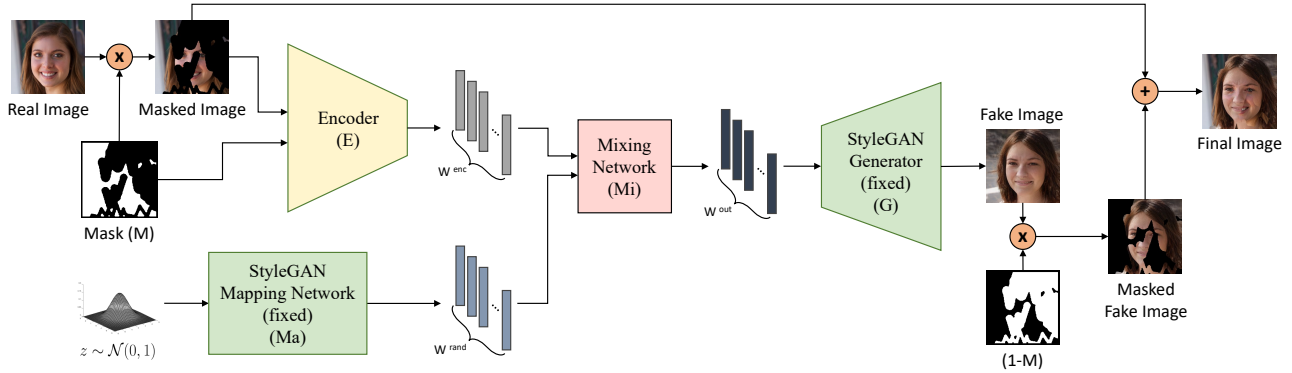 Real Image
x
Masked Image
Mask (M)
Encoder
(E)
W enc
z ∼ N(0, 1)
StyleGAN
Mapping Network
(fixed)
(Ma)
W rand
Mixing
Network
(Mi)
W out
StyleGAN
Generator
(fixed)
(G)
Fake Image
x
(1-M)
Masked
Fake Image
+
Final Image